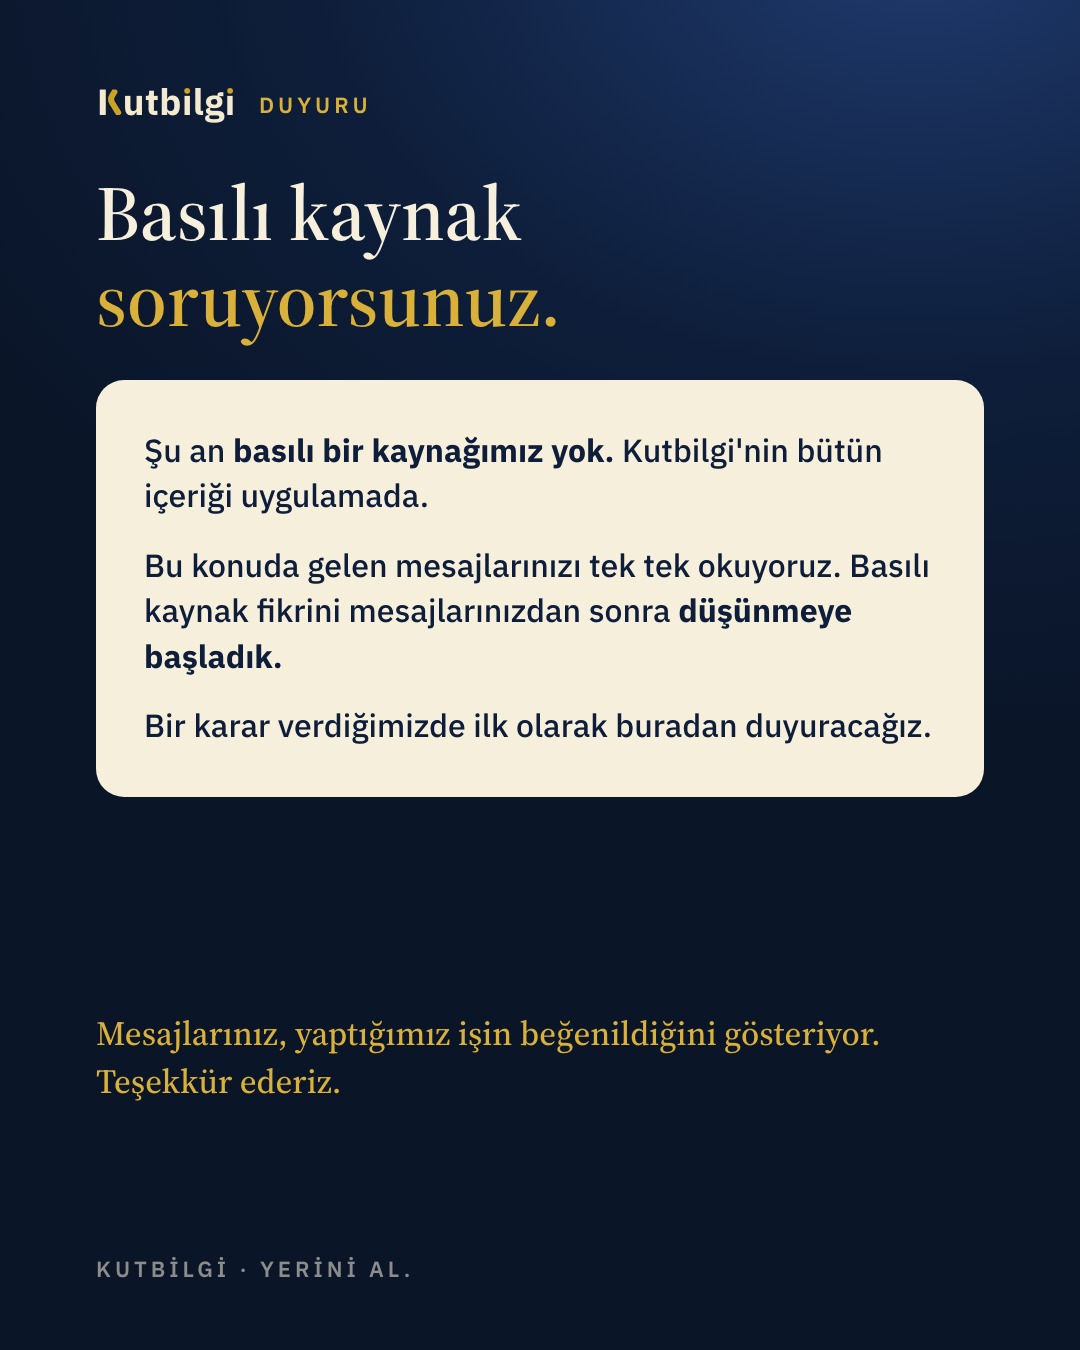 Kutbilgi DUYURU
Basılı kaynak
soruyorsunuz.
Şu an basılı bir kaynağımız yok. Kutbilgi'nin bütün
içeriği uygulamada.
Bu konuda gelen mesajlarınızı tek tek okuyoruz. Basılı
kaynak fikrini mesajlarınızdan sonra düşünmeye
başladık.
Bir karar verdiğimizde ilk olarak buradan duyuracağız.
Mesajlarınız, yaptığımız işin beğenildiğini gösteriyor.
Teşekkür ederiz.
KUTBİLGİ · YERİNİ AL.